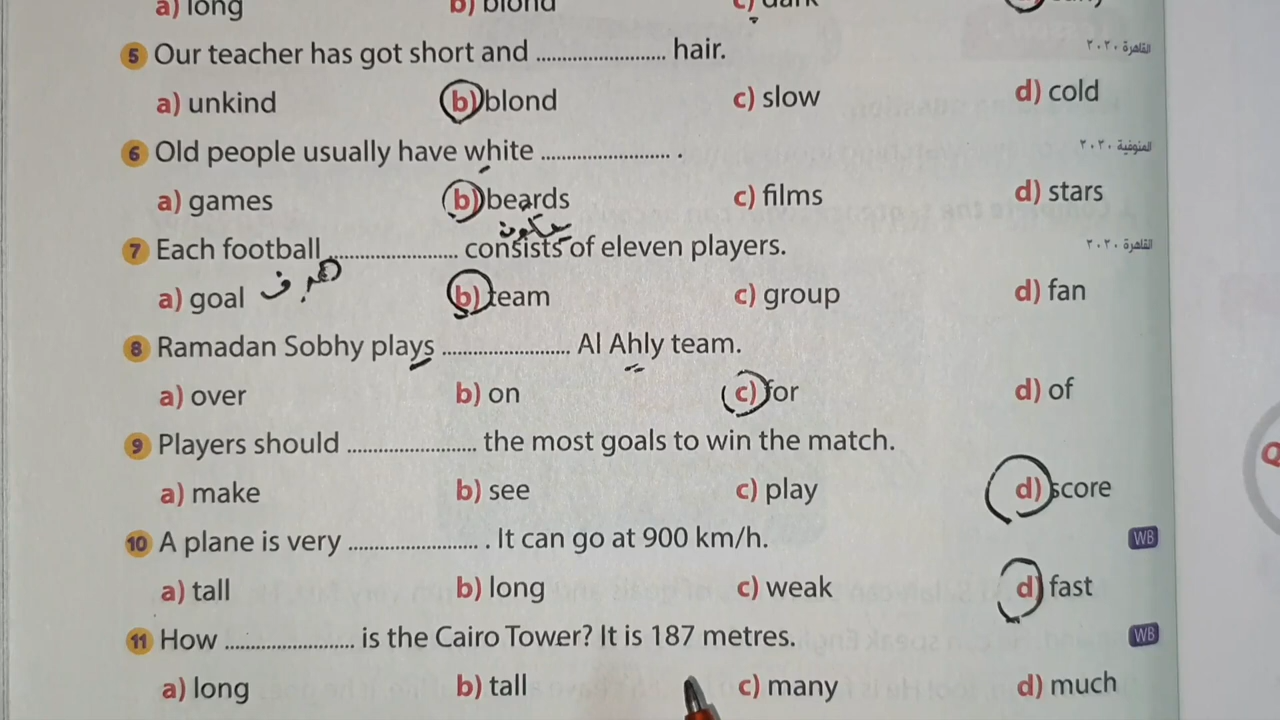 a) long b) blond c) dark
5 Our teacher has got short and ........................ hair. القاهرة ٢٠٢٠
a) unkind b) blond c) slow d) cold
6 Old people usually have white ........................ . المنوفية ٢٠٢٠
a) games b) beards c) films d) stars
7 Each football ........................ consists of eleven players. القاهرة ٢٠٢٠
a) goal هدف b) team c) group d) fan
8 Ramadan Sobhy plays ........................ Al Ahly team.
a) over b) on c) for d) of
9 Players should ........................ the most goals to win the match.
a) make b) see c) play d) score
10 A plane is very ........................ . It can go at 900 km/h. WB
a) tall b) long c) weak d) fast
11 How ........................ is the Cairo Tower? It is 187 metres. WB
a) long b) tall c) many d) much